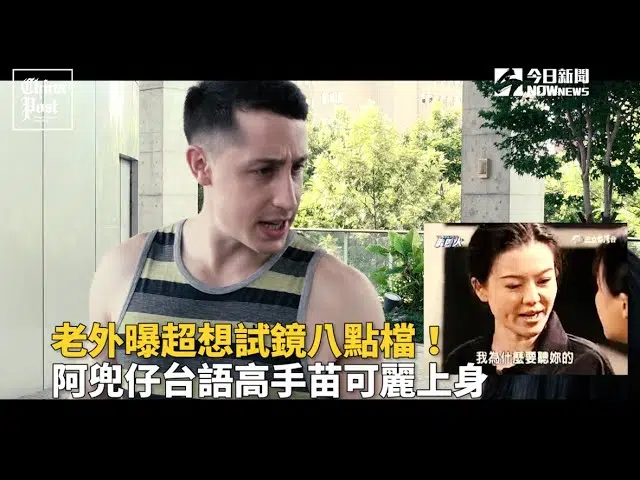 China
Post
今日新聞
NOWNEWS
老外曝超想試鏡八點檔！
阿兜仔台語高手苗可麗上身
我為什麼要聽妳的